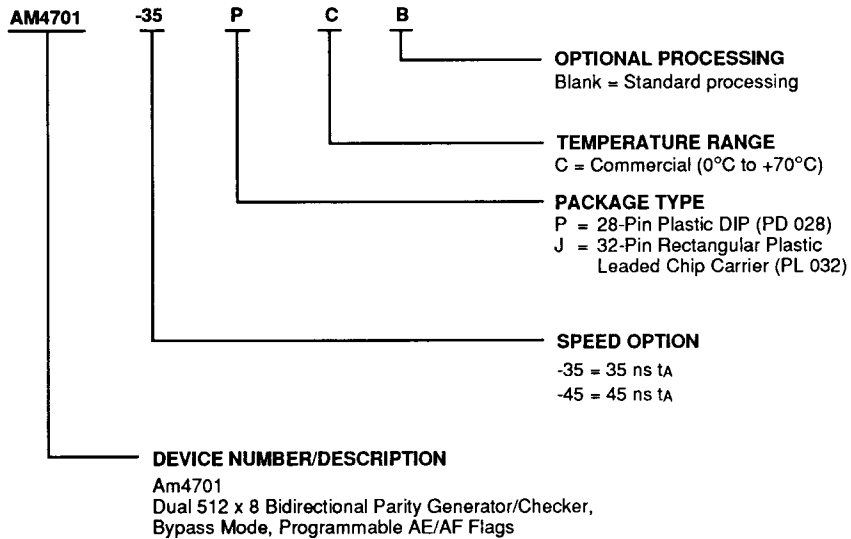 AM4701 -35 P C B
OPTIONAL PROCESSING
Blank = Standard processing
TEMPERATURE RANGE
C = Commercial (0°C to +70°C)
PACKAGE TYPE
P = 28-Pin Plastic DIP (PD 028)
J = 32-Pin Rectangular Plastic
Leaded Chip Carrier (PL 032)
SPEED OPTION
-35 = 35 ns tA
-45 = 45 ns tA
DEVICE NUMBER/DESCRIPTION
Am4701
Dual 512 x 8 Bidirectional Parity Generator/Checker,
Bypass Mode, Programmable AE/AF Flags